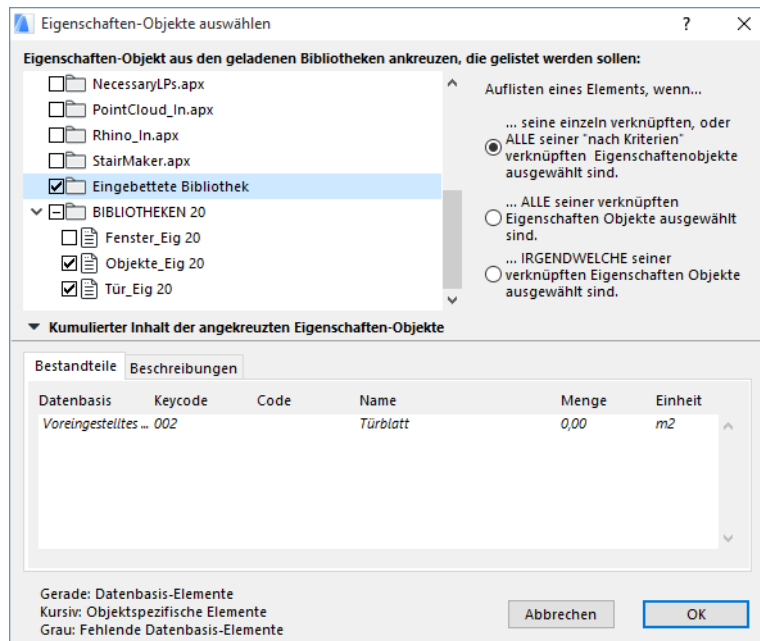 Eigenschaften-Objekte auswählen
?
Eigenschaften-Objekt aus den geladenen Bibliotheken ankreuzen, die gelistet werden sollen:
NecessaryLPs.apx
PointCloud_In.apx
Rhino_In.apx
StairMaker.apx
Eingebettete Bibliothek
BIBLIOTHEKEN 20
Fenster_Eig 20
Objekte_Eig 20
Tür_Eig 20
Auflisten eines Elements, wenn...
... seine einzeln verknüpften, oder
ALLE seiner "nach Kriterien"
verknüpften Eigenschaftenobjekte
ausgewählt sind.
... ALLE seiner verknüpften
Eigenschaften Objekte ausgewählt
sind.
... IRGENDWELCHE seiner
verknüpften Eigenschaften Objekte
ausgewählt sind.
Kumulierter Inhalt der angekreuzten Eigenschaften-Objekte
Bestandteile Beschreibungen
Datenbasis Keycode Code Name Menge Einheit
Voreingestelltes ... 002 Türblatt 0,00 m2
Gerade: Datenbasis-Elemente
Kursiv: Objektspezifische Elemente
Grau: Fehlende Datenbasis-Elemente
Abbrechen OK